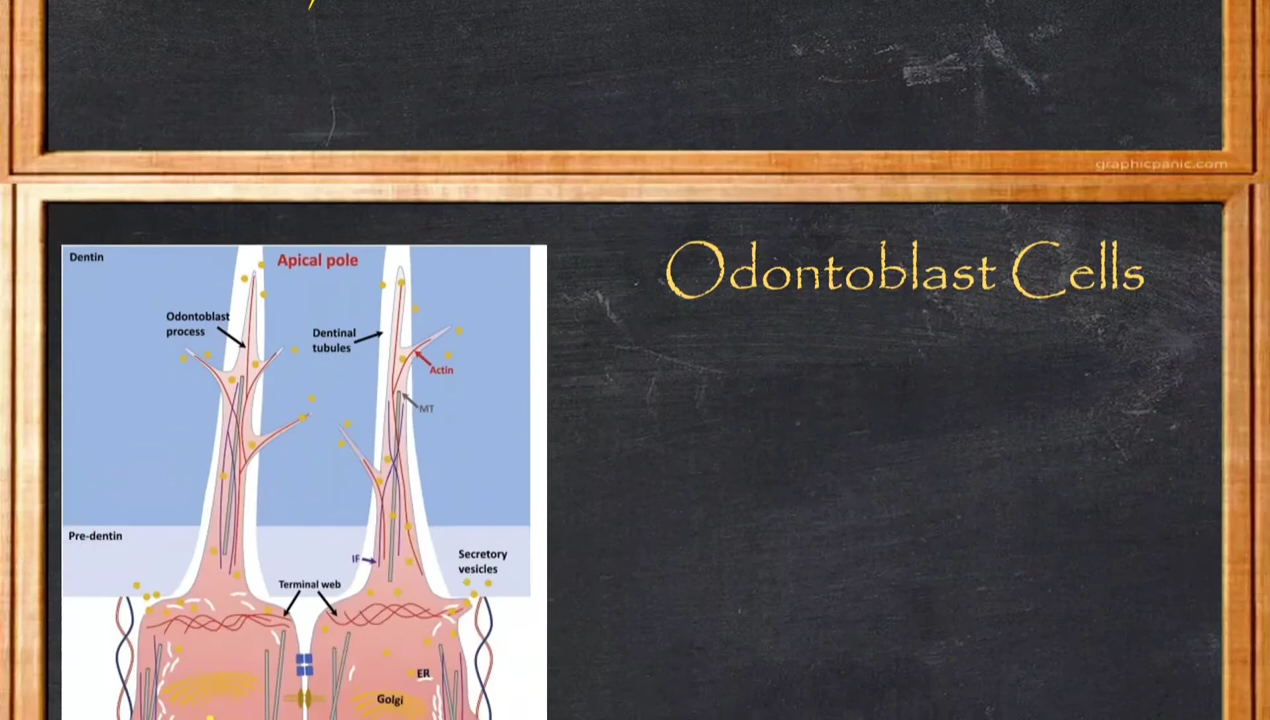 graphicpanic.com
Odontoblast Cells
Dentin
Apical pole
Odontoblast
process
Dentinal
tubules
Actin
MT
Pre-dentin
IF
Secretory
vesicles
Terminal web
ER
Golgi